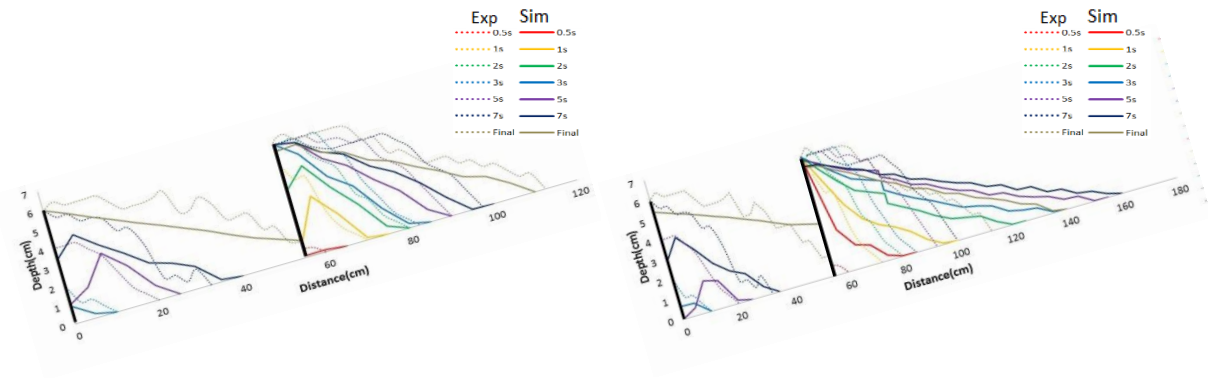 Exp Sim
0.5s 0.5s
1s 1s
2s 2s
3s 3s
5s 5s
7s 7s
Final Final
7
6
5
4
3
2
1
0
Depth(cm)
0
20
40
60
80
100
120
Distance(cm)
Exp Sim
0.5s 0.5s
1s 1s
2s 2s
3s 3s
5s 5s
7s 7s
Final Final
7
6
5
4
3
2
1
0
Depth(cm)
0
20
40
60
80
100
120
140
160
180
Distance(cm)